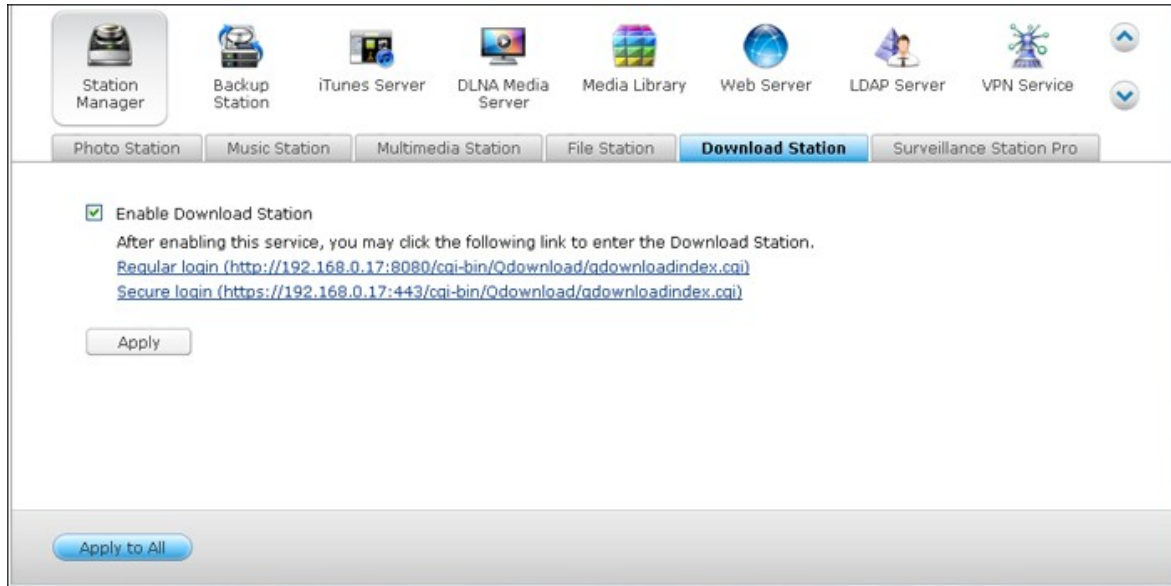 Station Manager
Backup Station
iTunes Server
DLNA Media Server
Media Library
Web Server
LDAP Server
VPN Service
Photo Station
Music Station
Multimedia Station
File Station
Download Station
Surveillance Station Pro
Enable Download Station
After enabling this service, you may click the following link to enter the Download Station.
Regular login (http://192.168.0.17:8080/cgi-bin/Qdownload/qdownloadindex.cgi)
Secure login (https://192.168.0.17:443/cgi-bin/Qdownload/qdownloadindex.cgi)
Apply
Apply to All